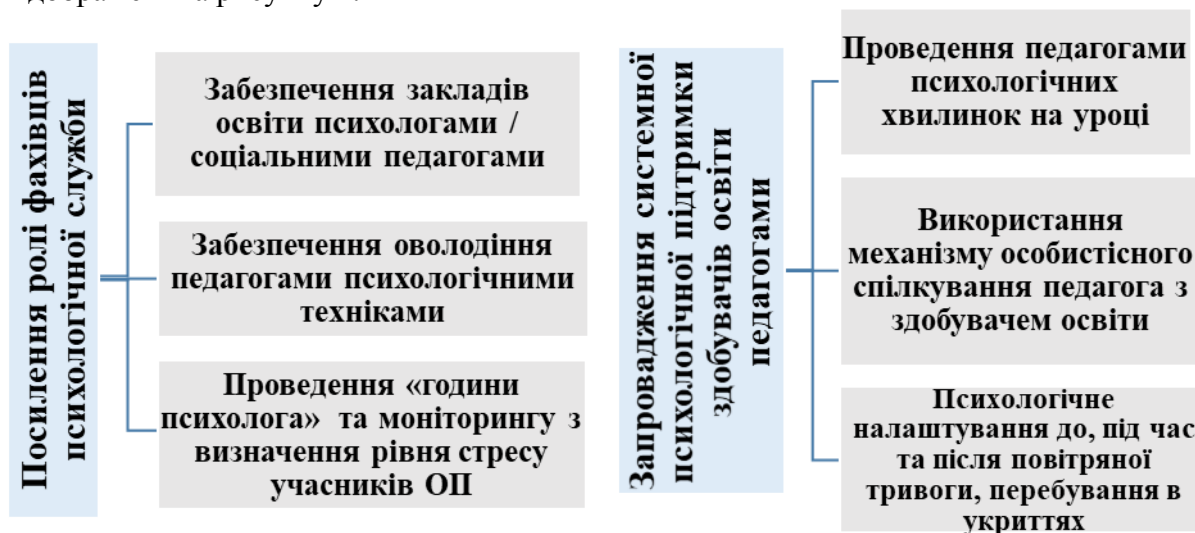 Посилення ролі фахівців
психологічної служби
Забезпечення закладів
освіти психологами /
соціальними педагогами
Забезпечення оволодіння
педагогами психологічними
техніками
Проведення «години
психолога» та моніторингу з
визначення рівня стресу
учасників ОП
Запровадження системної
психологічної підтримки
здобувачів освіти
педагогами
Проведення педагогами
психологічних
хвилинок на уроці
Використання
механізму особистісного
спілкування педагога з
здобувачем освіти
Психологічне
налаштування до, під час
та після повітряної
тривоги, перебування в
укриттях